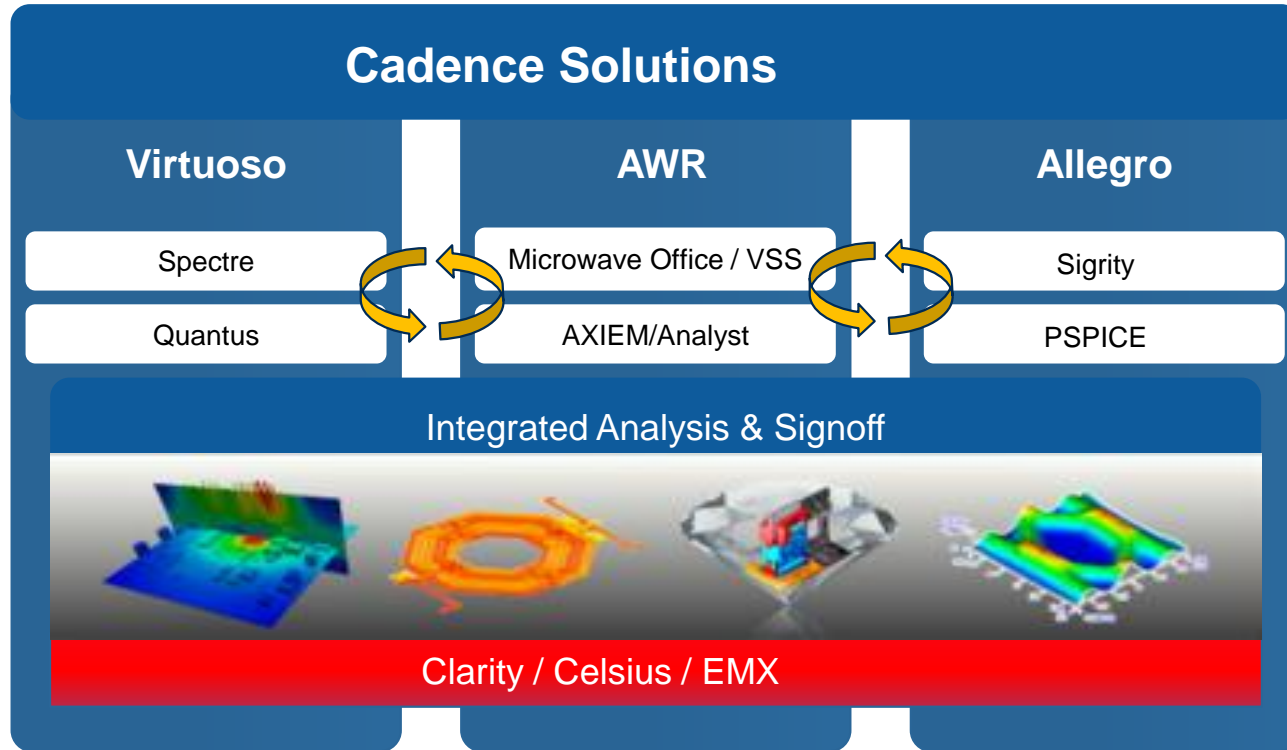 Cadence Solutions
Virtuoso
AWR
Allegro
Spectre
Microwave Office / VSS
Sigrity
Quantus
AXIEM/Analyst
PSPICE
Integrated Analysis & Signoff
Clarity / Celsius / EMX